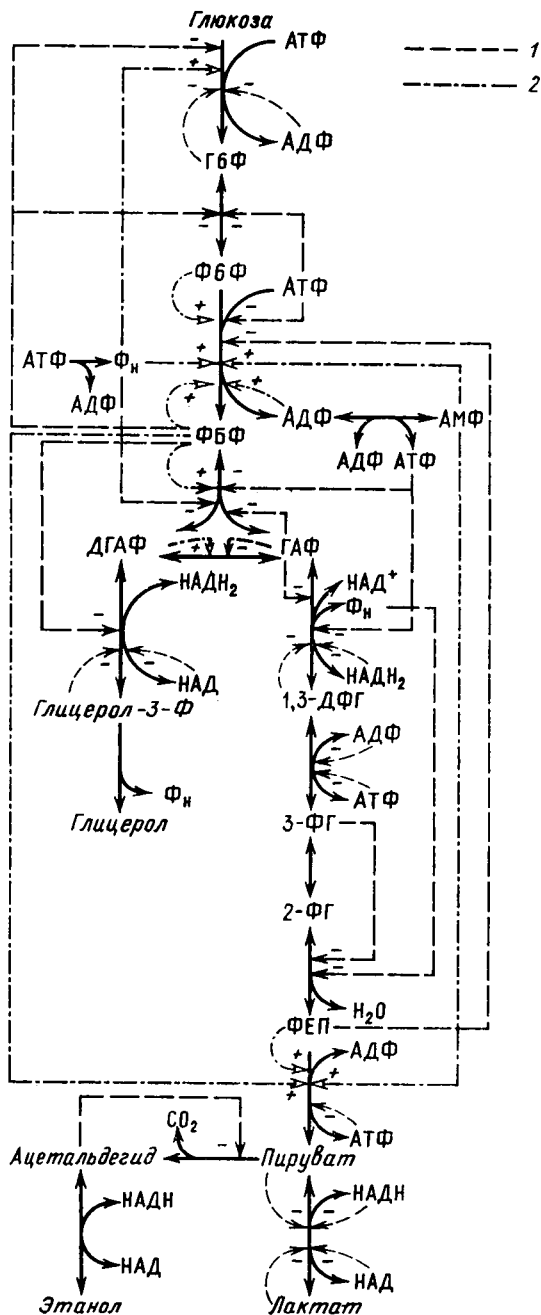 Глюкоза
АТФ
1
2
АДФ
Г6Ф
Ф6Ф
АТФ
АТФ
Фн
АДФ
АДФ
АМФ
ФБФ
АДФ
АТФ
ДГАФ
ГАФ
НАДН₂
НАД⁺
Фн
НАД
НАДН₂
Глицерол-3-Ф
1,3-ДФГ
АДФ
Фн
АТФ
Глицерол
3-ФГ
2-ФГ
H₂O
ФЕП
АДФ
CO₂
АТФ
Ацетальдегид
Пируват
НАДН
НАДН
НАД
НАД
Этанол
Лактат